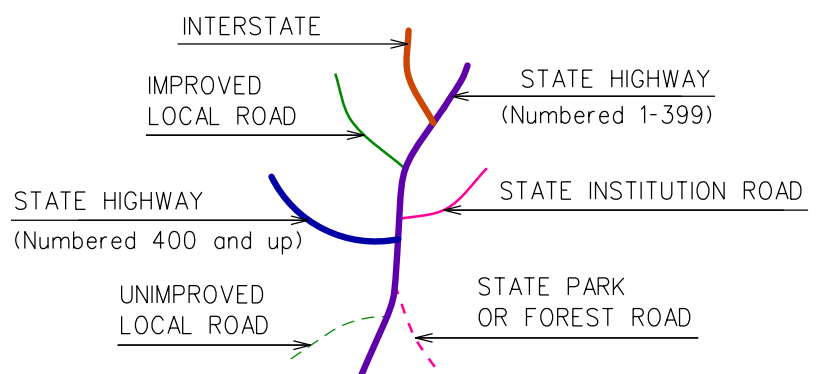 INTERSTATE
STATE HIGHWAY
(Numbered 1-399)
IMPROVED
LOCAL ROAD
STATE INSTITUTION ROAD
STATE HIGHWAY
(Numbered 400 and up)
STATE PARK
OR FOREST ROAD
UNIMPROVED
LOCAL ROAD